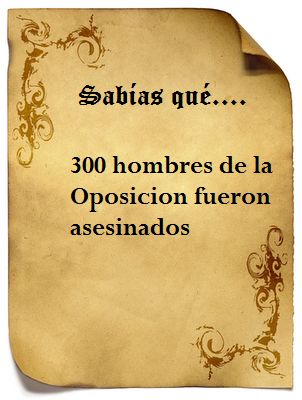 Sabías qué....
300 hombres de la
Oposicion fueron
asesinados